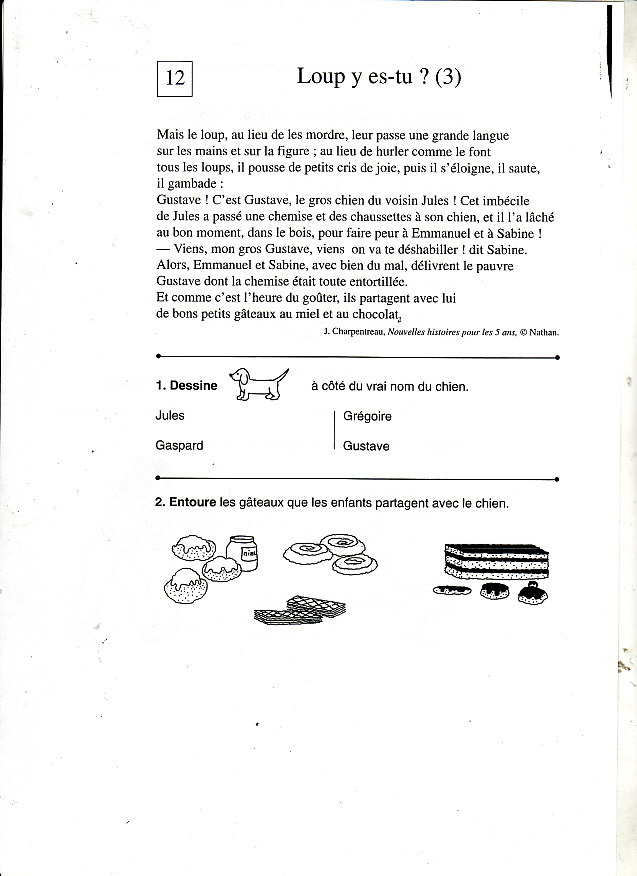 12
Loup y es-tu ? (3)
Mais le loup, au lieu de les mordre, leur passe une grande langue
sur les mains et sur la figure ; au lieu de hurler comme le font
tous les loups, il pousse de petits cris de joie, puis il s'éloigne, il saute,
il gambade :
Gustave ! C'est Gustave, le gros chien du voisin Jules ! Cet imbécile
de Jules a passé une chemise et des chaussettes à son chien, et il l'a lâché
au bon moment, dans le bois, pour faire peur à Emmanuel et à Sabine !
— Viens, mon gros Gustave, viens on va te déshabiller ! dit Sabine.
Alors, Emmanuel et Sabine, avec bien du mal, délivrent le pauvre
Gustave dont la chemise était toute entortillée.
Et comme c'est l'heure du goûter, ils partagent avec lui
de bons petits gâteaux au miel et au chocolat.
J. Charpentreau, Nouvelles histoires pour les 5 ans, © Nathan.
1. Dessine à côté du vrai nom du chien.
Jules Grégoire
Gaspard Gustave
2. Entoure les gâteaux que les enfants partagent avec le chien.